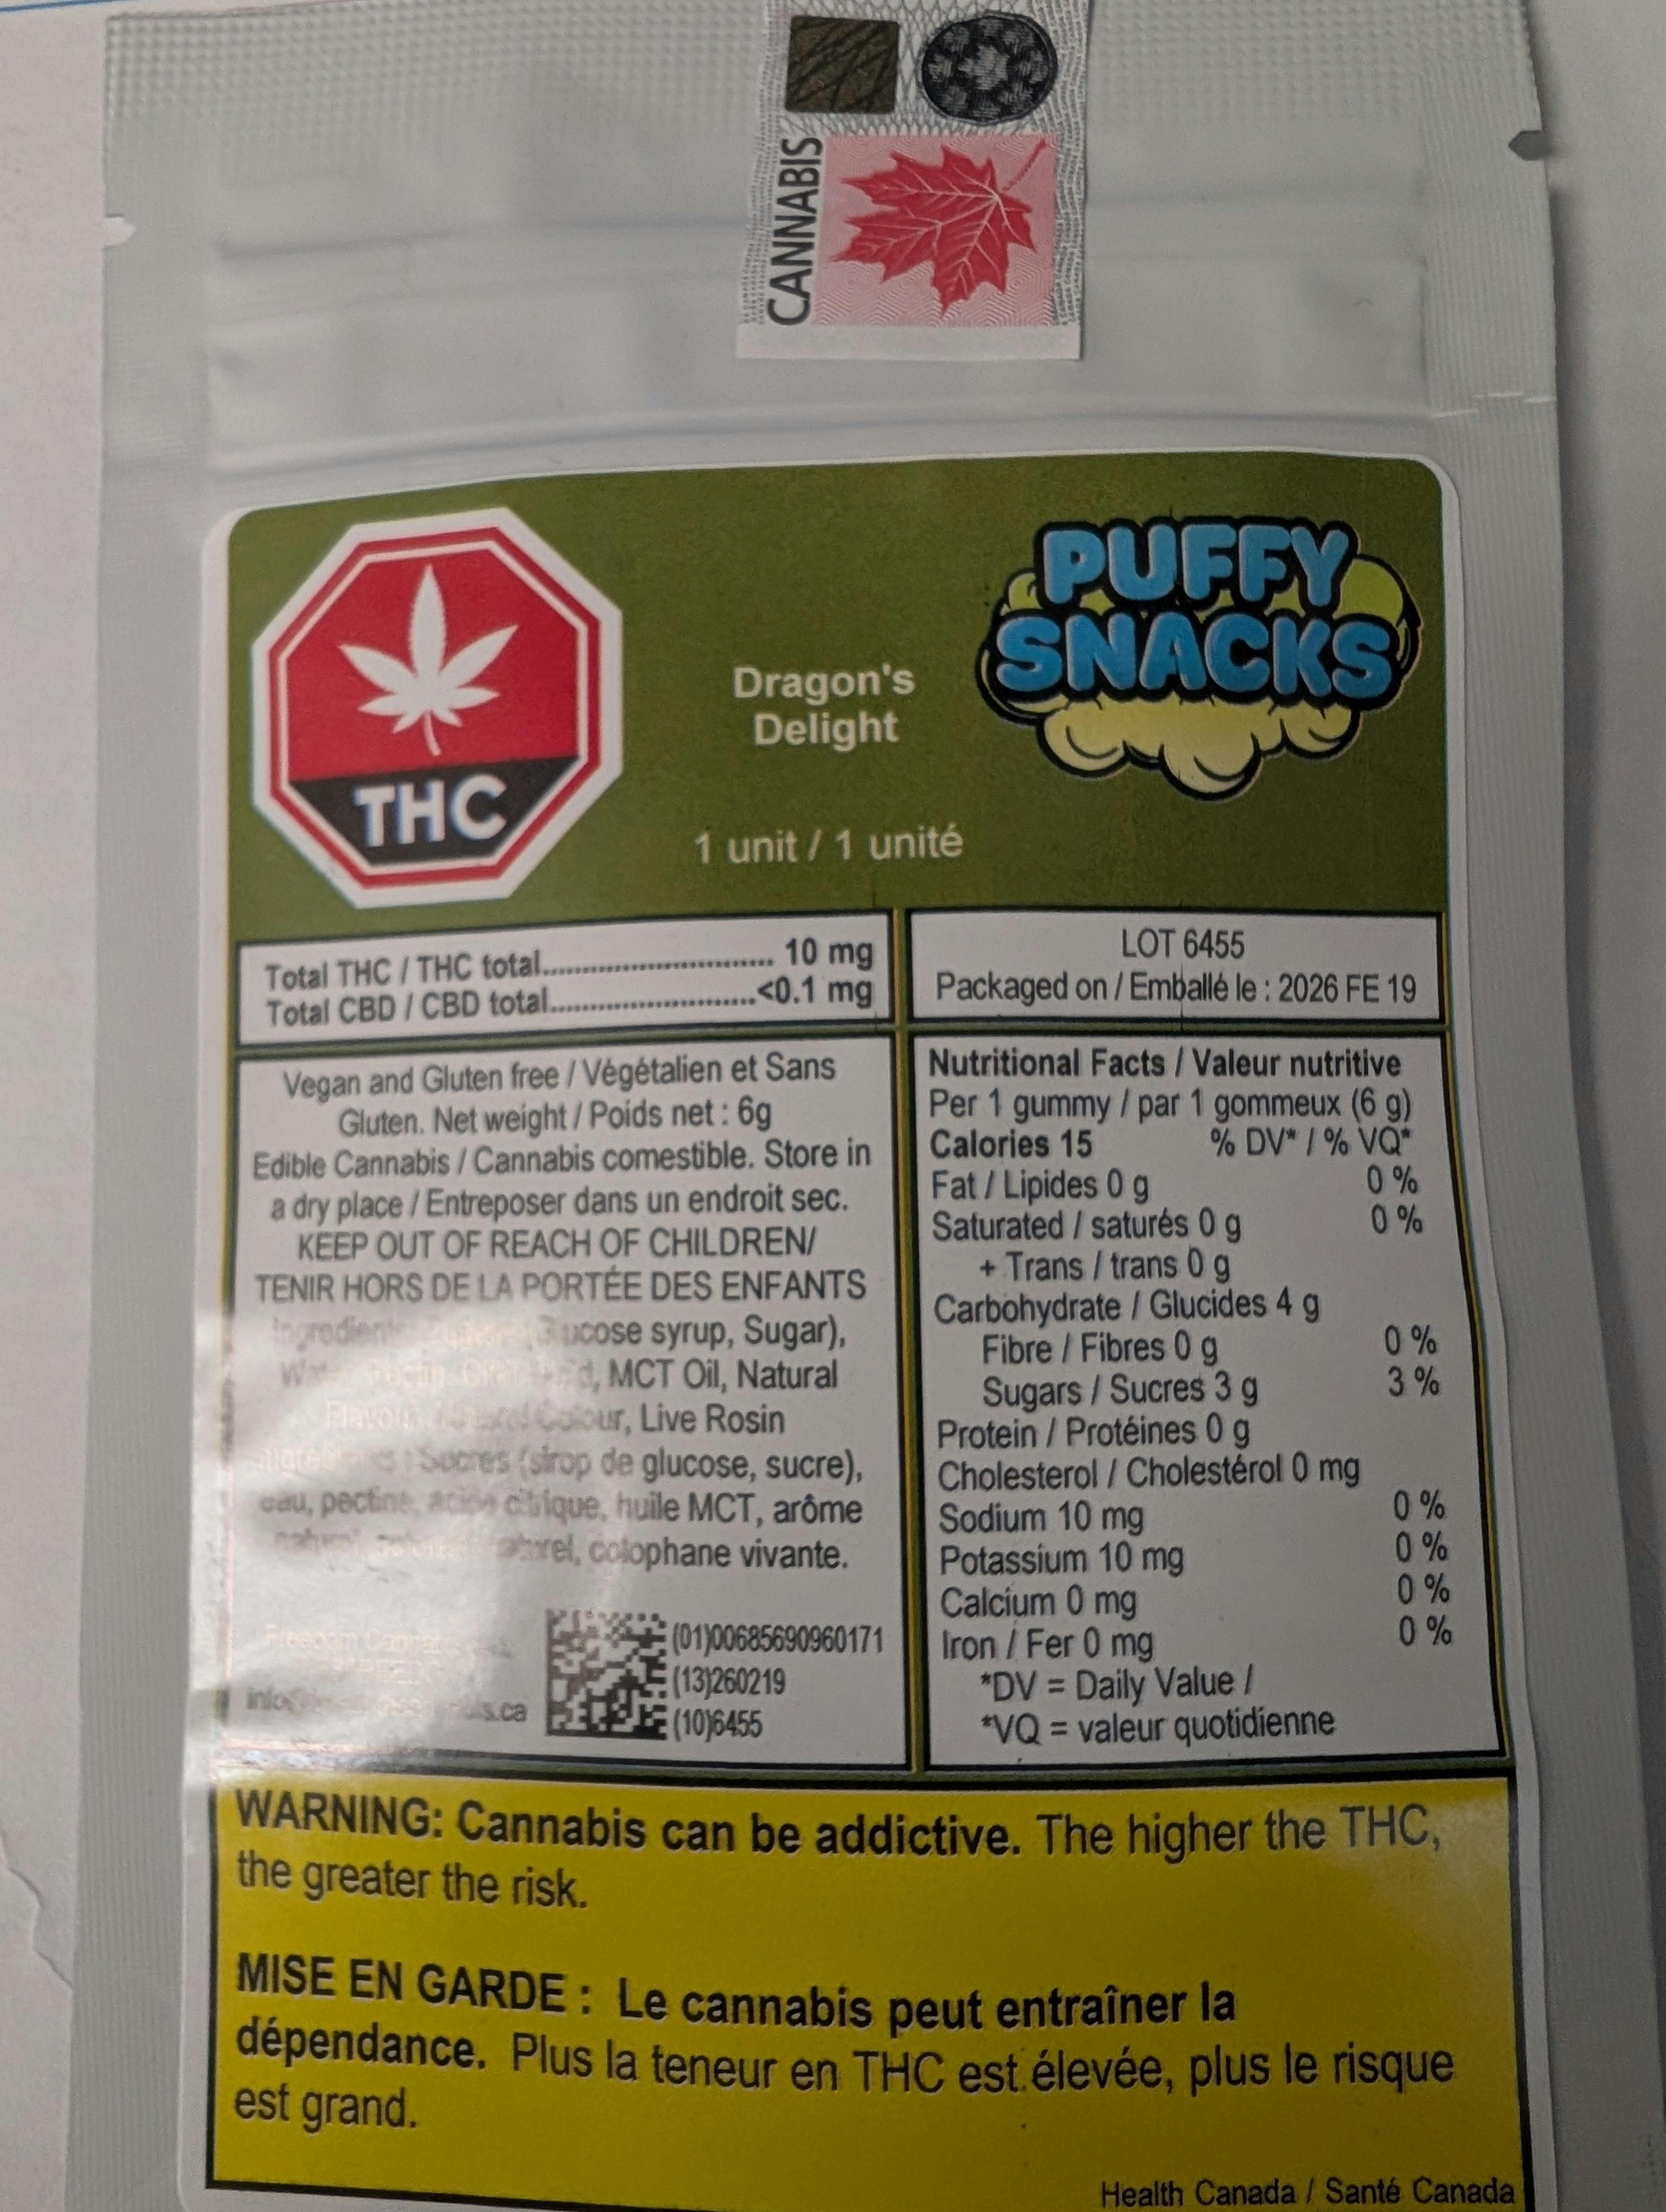 CANNABIS
THC
Dragon's
Delight
PUFFY
SNACKS
1 unit / 1 unité
Total THC / THC total........................... 10 mg
Total CBD / CBD total........................<0.1 mg
LOT 6455
Packaged on / Emballé le : 2026 FE 19
Vegan and Gluten free / Végétalien et Sans
Gluten. Net weight / Poids net : 6g
Edible Cannabis / Cannabis comestible. Store in
a dry place / Entreposer dans un endroit sec.
KEEP OUT OF REACH OF CHILDREN/
TENIR HORS DE LA PORTÉE DES ENFANTS
(Glucose syrup, Sugar),
MCT Oil, Natural
Colour, Live Rosin
: Sucres (sirop de glucose, sucre),
eau, pectine, acide citrique, huile MCT, arôme
naturel, colophane vivante.
(01)00685690960171
(13)260219
(10)6455
Nutritional Facts / Valeur nutritive
Per 1 gummy / par 1 gommeux (6 g)
Calories 15 % DV* / % VQ*
Fat / Lipides 0 g 0 %
Saturated / saturés 0 g 0 %
+ Trans / trans 0 g
Carbohydrate / Glucides 4 g
Fibre / Fibres 0 g 0 %
Sugars / Sucres 3 g 3 %
Protein / Protéines 0 g
Cholesterol / Cholestérol 0 mg
Sodium 10 mg 0 %
Potassium 10 mg 0 %
Calcium 0 mg 0 %
Iron / Fer 0 mg 0 %
*DV = Daily Value /
*VQ = valeur quotidienne
WARNING: Cannabis can be addictive. The higher the THC,
the greater the risk.
MISE EN GARDE : Le cannabis peut entraîner la
dépendance. Plus la teneur en THC est élevée, plus le risque
est grand.
Health Canada / Santé Canada